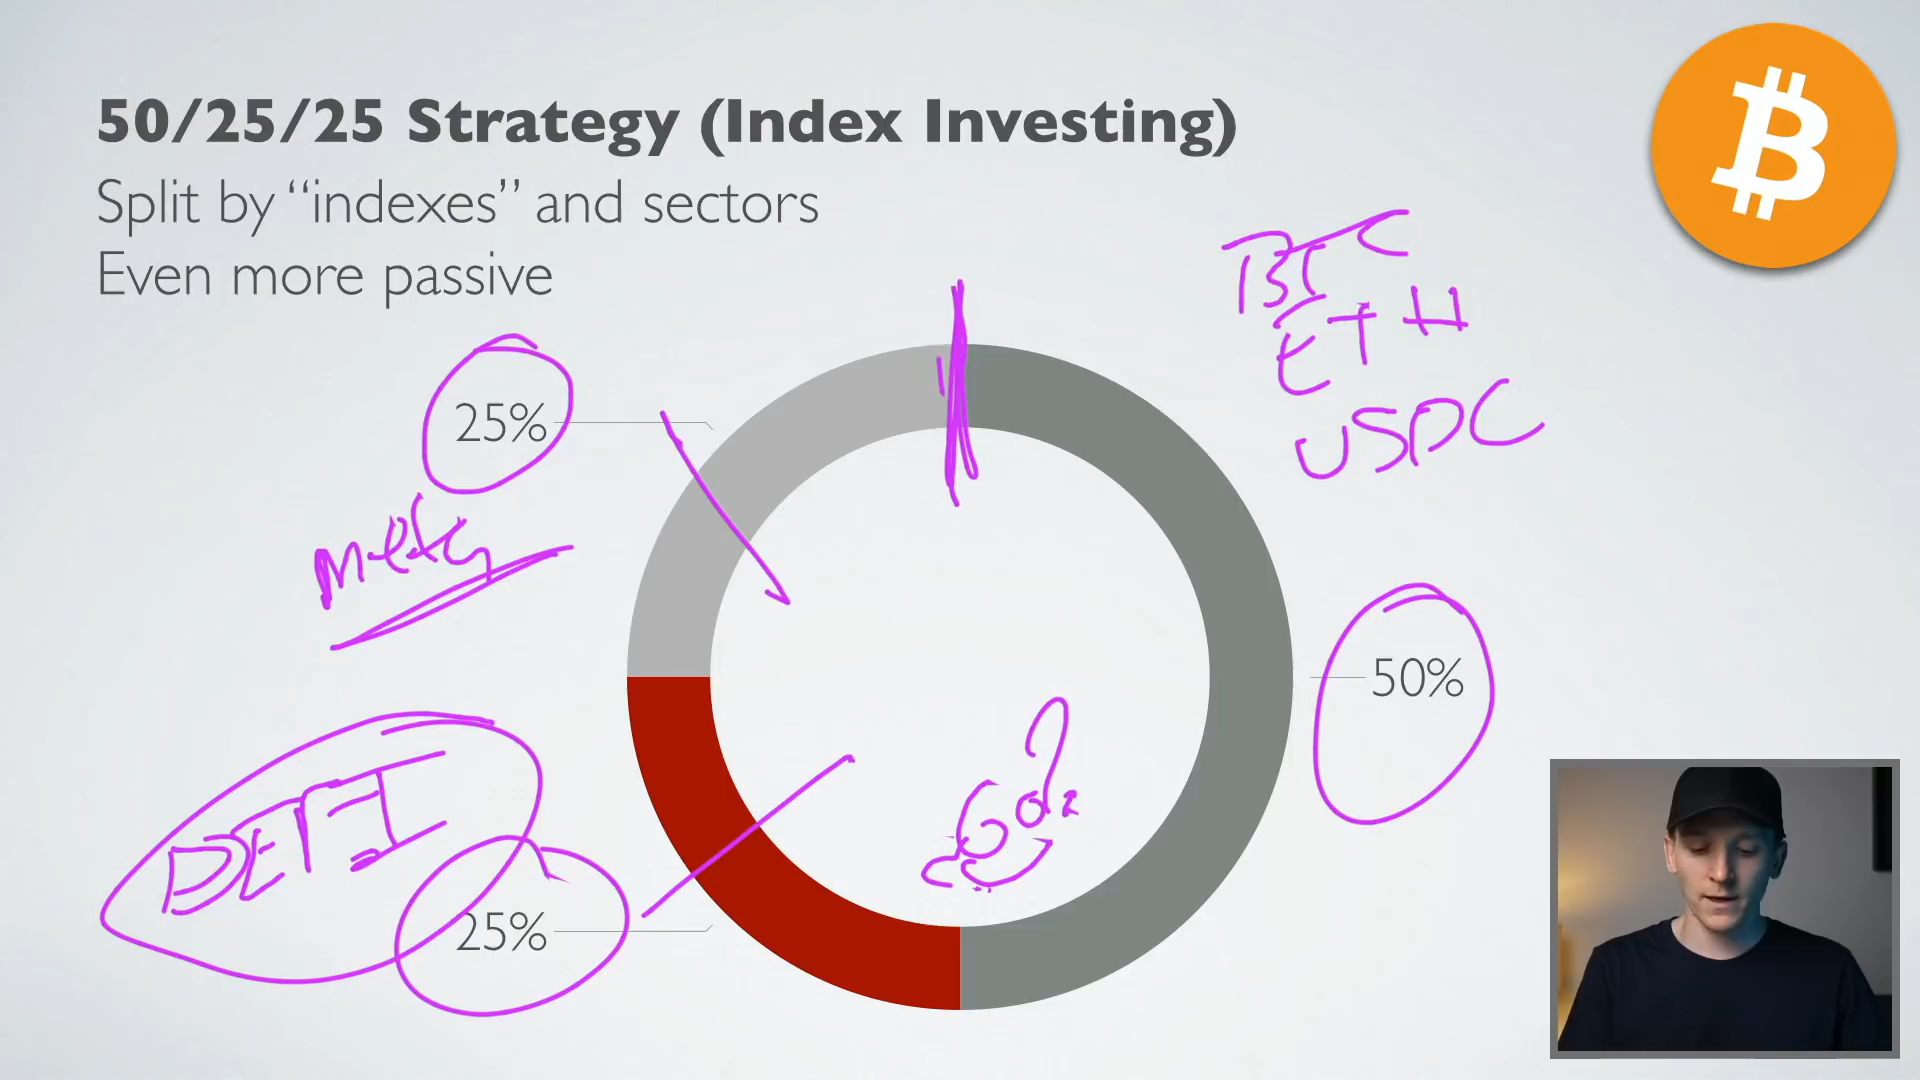 50/25/25 Strategy (Index Investing)
Split by “indexes” and sectors
Even more passive
BTC
ETH
USDC
25%
meta
50%
DEFI
25%